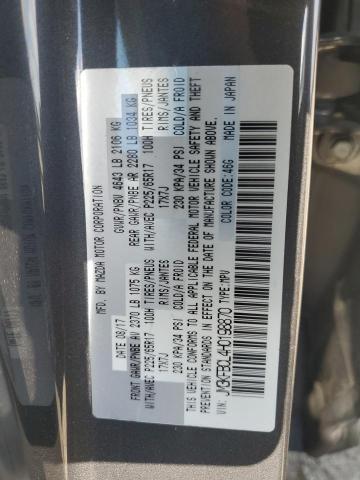 MFD. BY MAZDA MOTOR CORPORATION
DATE 08/17 GVWR/PNBV 4643 LB 2106 KG
FRONT GAWR/PNBE AV 2370 LB 1075 KG REAR GAWR/PNBE AR 2280 LB 1034 KG
WITH/AVEC P225/65R17 100H TIRES/PNEUS WITH/AVEC P225/65R17 100H TIRES/PNEUS
17X7J RIMS/JANTES 17X7J RIMS/JANTES
230 KPA/34 PSI COLD/A FROID 230 KPA/34 PSI COLD/A FROID
THIS VEHICLE CONFORMS TO ALL APPLICABLE FEDERAL MOTOR VEHICLE SAFETY AND THEFT
PREVENTION STANDARDS IN EFFECT ON THE DATE OF MANUFACTURE SHOWN ABOVE.
VIN: JM3KFBCL4H0188870 TYPE:MPV COLOR CODE:46G MADE IN JAPAN